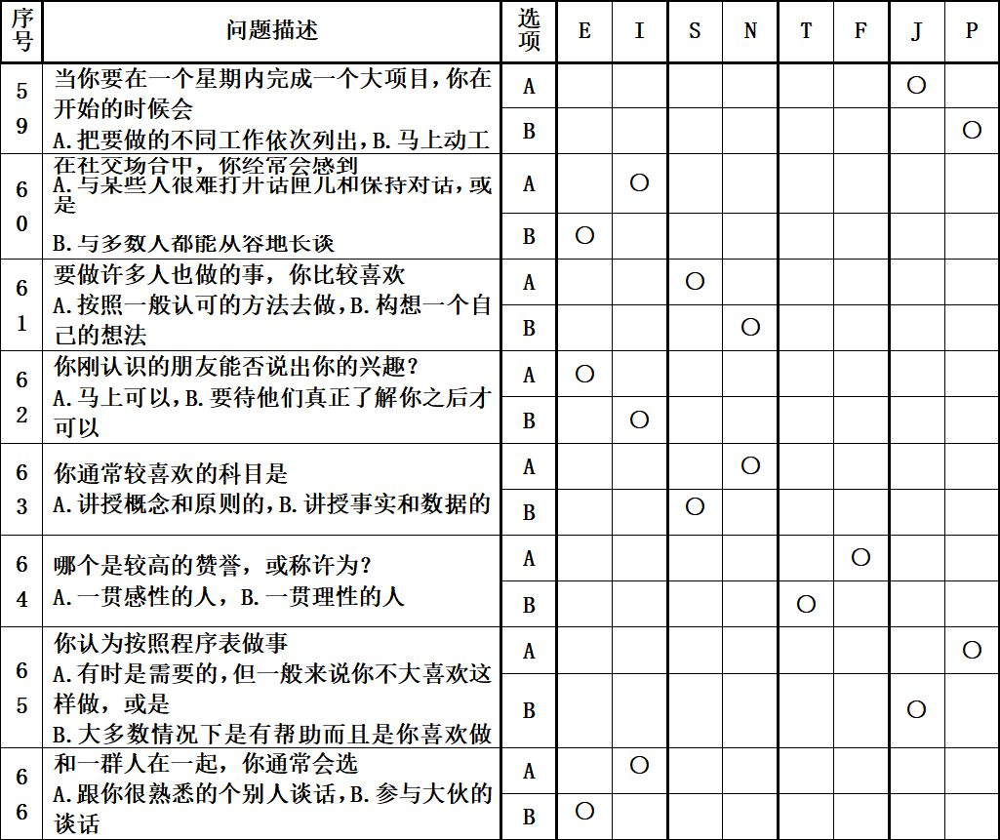 序号 问题描述 选项 E I S N T F J P
59 当你要在一个星期内完成一个大项目,你在
开始的时候会
A.把要做的不同工作依次列出,B.马上动工
A 〇
B 〇
60 在社交场合中，你经常会感到
A.与某些人很难打开话匣儿和保持对话，或
是
B.与多数人都能从容地长谈
A 〇
B 〇
61 要做许多人也做的事，你比较喜欢
A.按照一般认可的方法去做,B.构想一个自
己的想法
A 〇
B 〇
62 你刚认识的朋友能否说出你的兴趣？
A.马上可以,B.要待他们真正了解你之后才
可以
A 〇
B 〇
63 你通常较喜欢的科目是
A.讲授概念和原则的,B.讲授事实和数据的
A 〇
B 〇
64 哪个是较高的赞誉，或称许为？
A.一贯感性的人，B.一贯理性的人
A 〇
B 〇
65 你认为按照程序表做事
A.有时是需要的,但一般来说你不大喜欢这
样做，或是
B.大多数情况下是有帮助而且是你喜欢做
A 〇
B 〇
66 和一群人在一起，你通常会选
A.跟你很熟悉的个别人谈话,B.参与大伙的
谈话
A 〇
B 〇